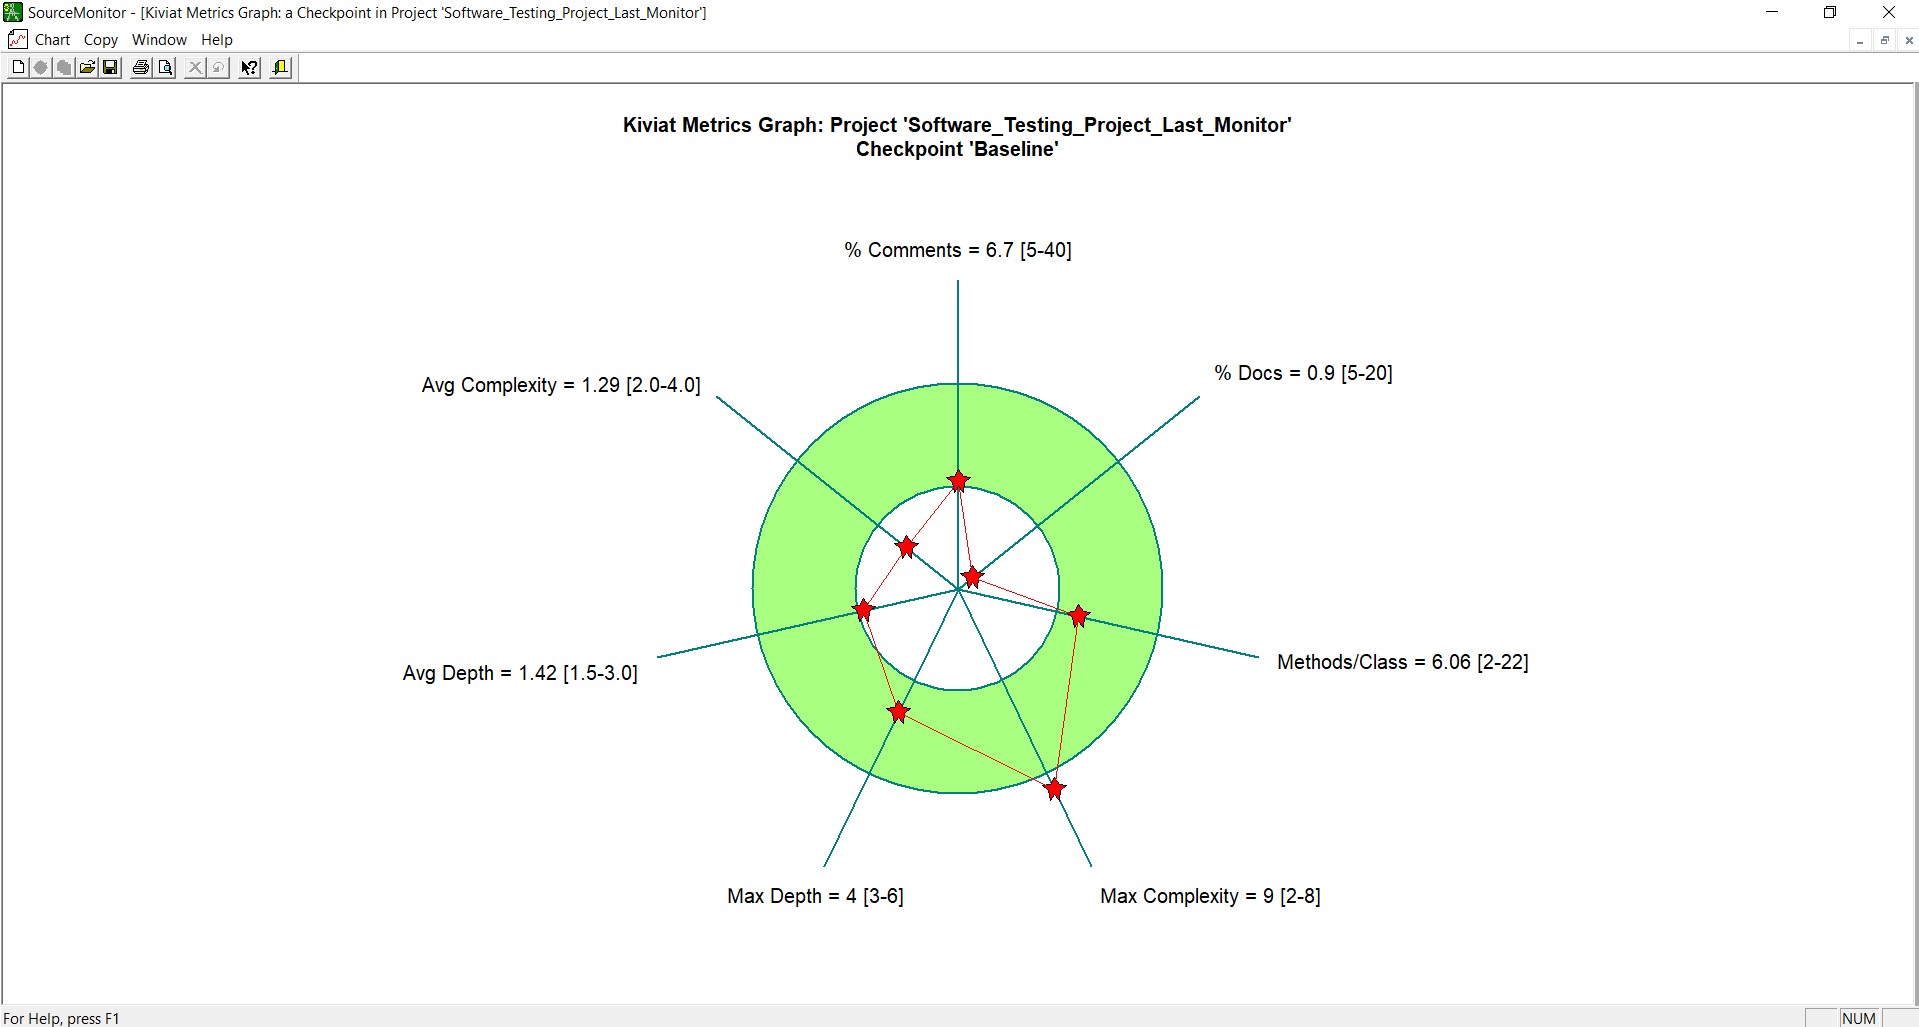 SourceMonitor - [Kiviat Metrics Graph: a Checkpoint in Project 'Software_Testing_Project_Last_Monitor']
Chart Copy Window Help
Kiviat Metrics Graph: Project 'Software_Testing_Project_Last_Monitor'
Checkpoint 'Baseline'
% Comments = 6.7 [5-40]
% Docs = 0.9 [5-20]
Avg Complexity = 1.29 [2.0-4.0]
Methods/Class = 6.06 [2-22]
Avg Depth = 1.42 [1.5-3.0]
Max Depth = 4 [3-6]
Max Complexity = 9 [2-8]
For Help, press F1
NUM